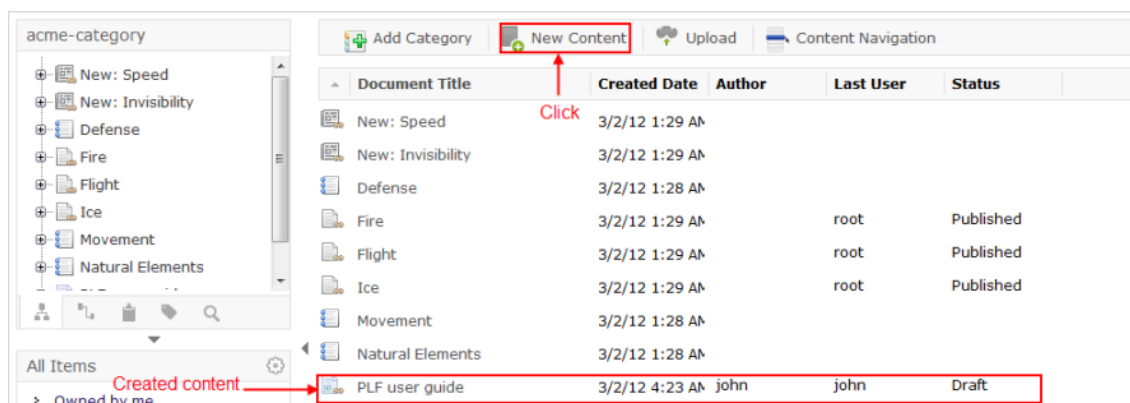 acme-category
Add Category New Content Upload Content Navigation
New: Speed
New: Invisibility
Defense
Fire
Flight
Ice
Movement
Natural Elements
Document Title Created Date Author Last User Status
Click
New: Speed 3/2/12 1:29 AM
New: Invisibility 3/2/12 1:29 AM
Defense 3/2/12 1:28 AM
Fire 3/2/12 1:29 AM root Published
Flight 3/2/12 1:29 AM root Published
Ice 3/2/12 1:29 AM root Published
Movement 3/2/12 1:28 AM
Natural Elements 3/2/12 1:28 AM
PLF user guide 3/2/12 4:23 AM john john Draft
All Items
Created content
Owned by me